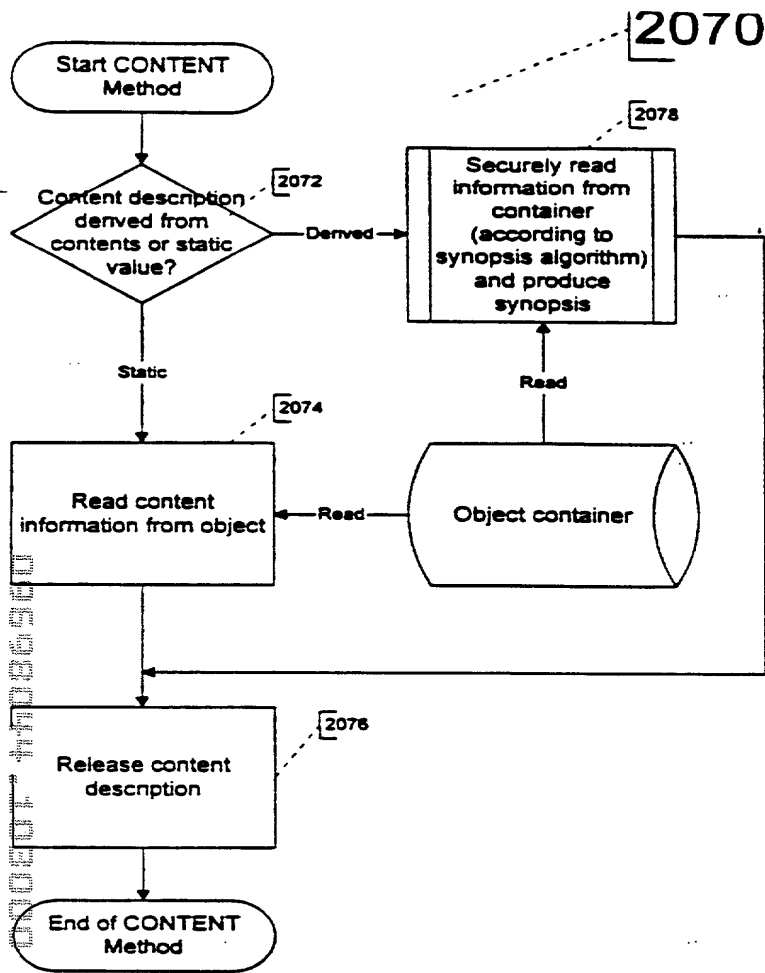 2070
Start CONTENT
Method
2078
Securely read
information from
container
(according to
synopsis algorithm)
and produce
synopsis
2072
Content description
derived from
contents or static
value?
Derived
Static
Read
2074
Read content
information from object
Read
Object container
2076
Release content
description
End of CONTENT
Method